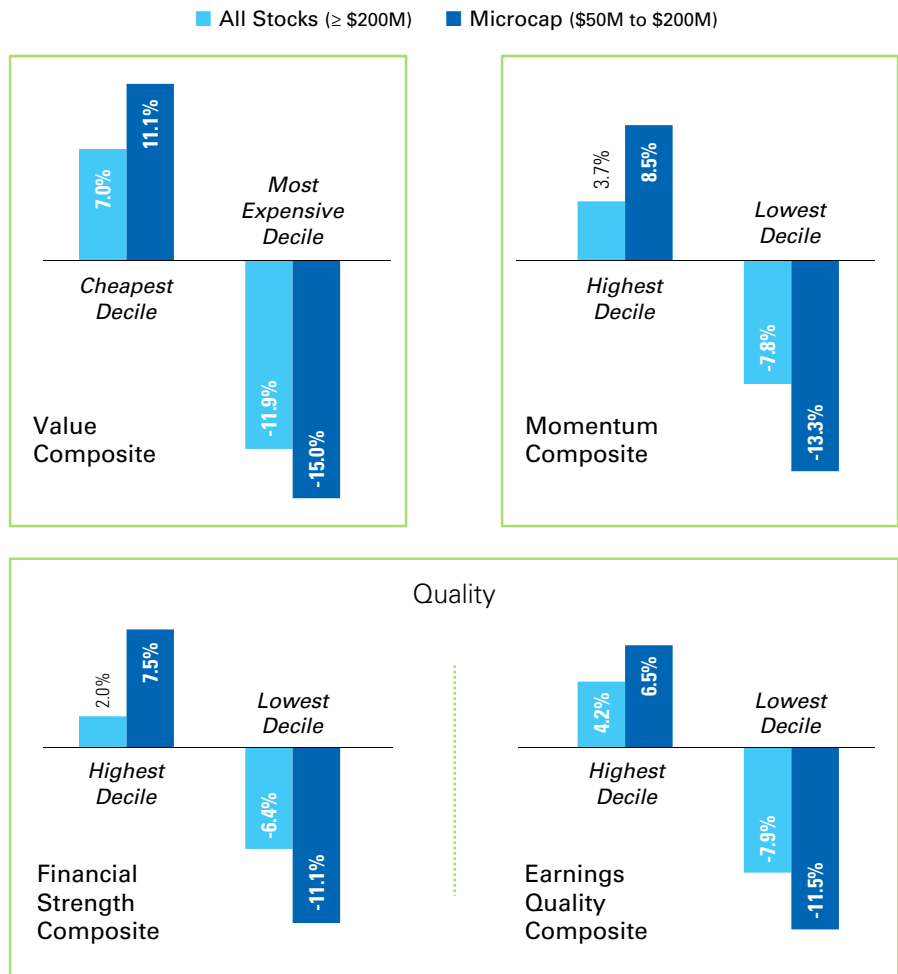 All Stocks (≥ $200M) Microcap ($50M to $200M)
7.0%
11.1%
Cheapest
Decile
Most
Expensive
Decile
-11.9%
-15.0%
Value
Composite
3.7%
8.5%
Highest
Decile
Lowest
Decile
-7.8%
-13.3%
Momentum
Composite
Quality
2.0%
7.5%
Highest
Decile
Lowest
Decile
-6.4%
-11.1%
Financial
Strength
Composite
4.2%
6.5%
Highest
Decile
Lowest
Decile
-7.9%
-11.5%
Earnings
Quality
Composite